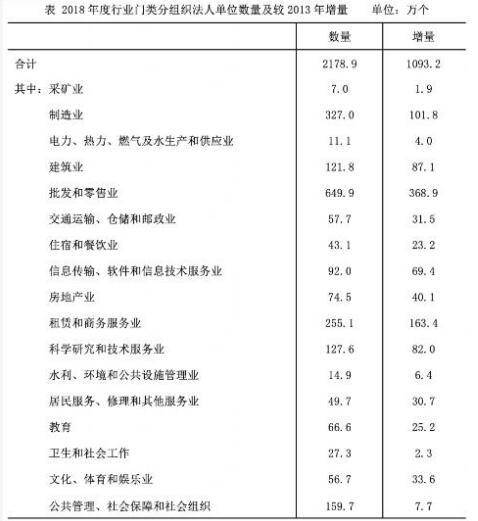 表 2018 年度行业门类分组织法人单位数量及较 2013 年增量 单位：万个
数量 增量
合计 2178.9 1093.2
其中：采矿业 7.0 1.9
制造业 327.0 101.8
电力、热力、燃气及水生产和供应业 11.1 4.0
建筑业 121.8 87.1
批发和零售业 649.9 368.9
交通运输、仓储和邮政业 57.7 31.5
住宿和餐饮业 43.1 23.2
信息传输、软件和信息技术服务业 92.0 69.4
房地产业 74.5 40.1
租赁和商务服务业 255.1 163.4
科学研究和技术服务业 127.6 82.0
水利、环境和公共设施管理业 14.9 6.4
居民服务、修理和其他服务业 49.7 30.7
教育 66.6 25.2
卫生和社会工作 27.3 2.3
文化、体育和娱乐业 56.7 33.6
公共管理、社会保障和社会组织 159.7 7.7